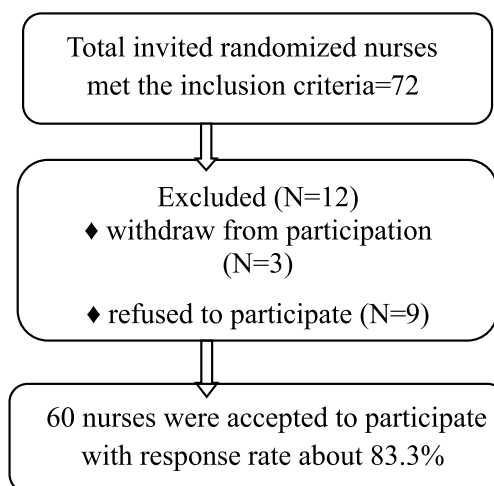 Total invited randomized nurses
met the inclusion criteria=72
Excluded (N=12)
♦ withdraw from participation
(N=3)
♦ refused to participate (N=9)
60 nurses were accepted to participate
with response rate about 83.3%